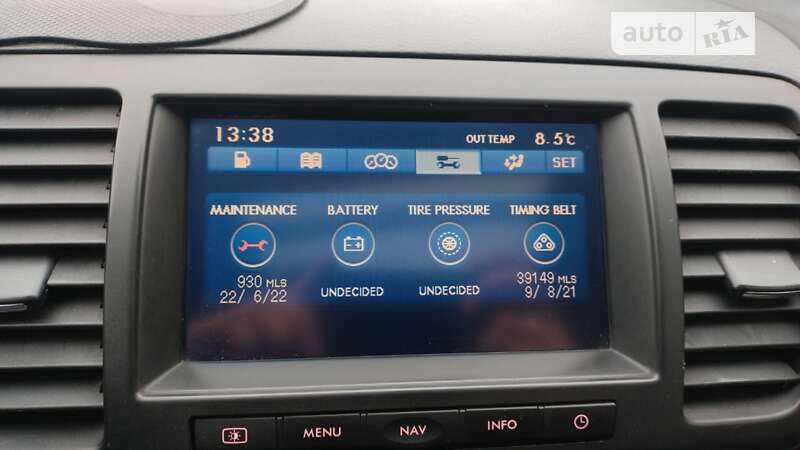 auto RIA
13:38 OUT TEMP 8.5°C
SET
MAINTENANCE BATTERY TIRE PRESSURE TIMING BELT
930 MLS UNDECIDED UNDECIDED 39149 MLS
22/ 6/22 9/ 8/21
MENU NAV INFO